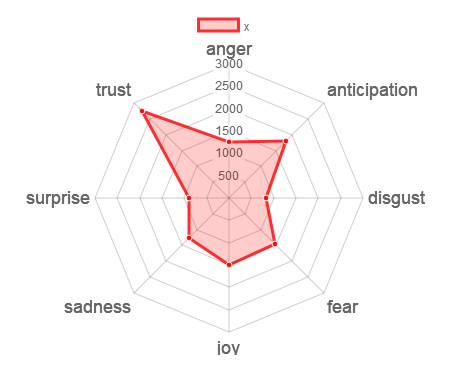 x
anger
3000
trust
anticipation
2500
2000
1500
1000
500
surprise
disgust
sadness
fear
joy